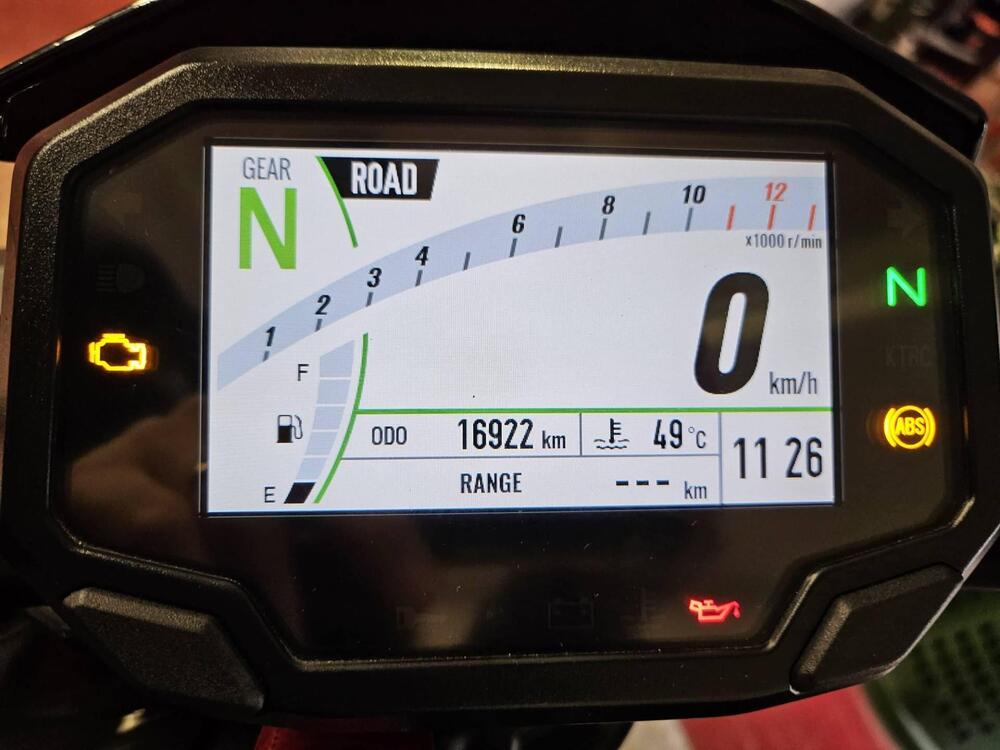 GEAR
N
ROAD
1 2 3 4 6 8 10 12
x1000 r/min
0 km/h
N
KTRC
ABS
F
E
ODO 16922 km 49 °C
RANGE --- km
11 26